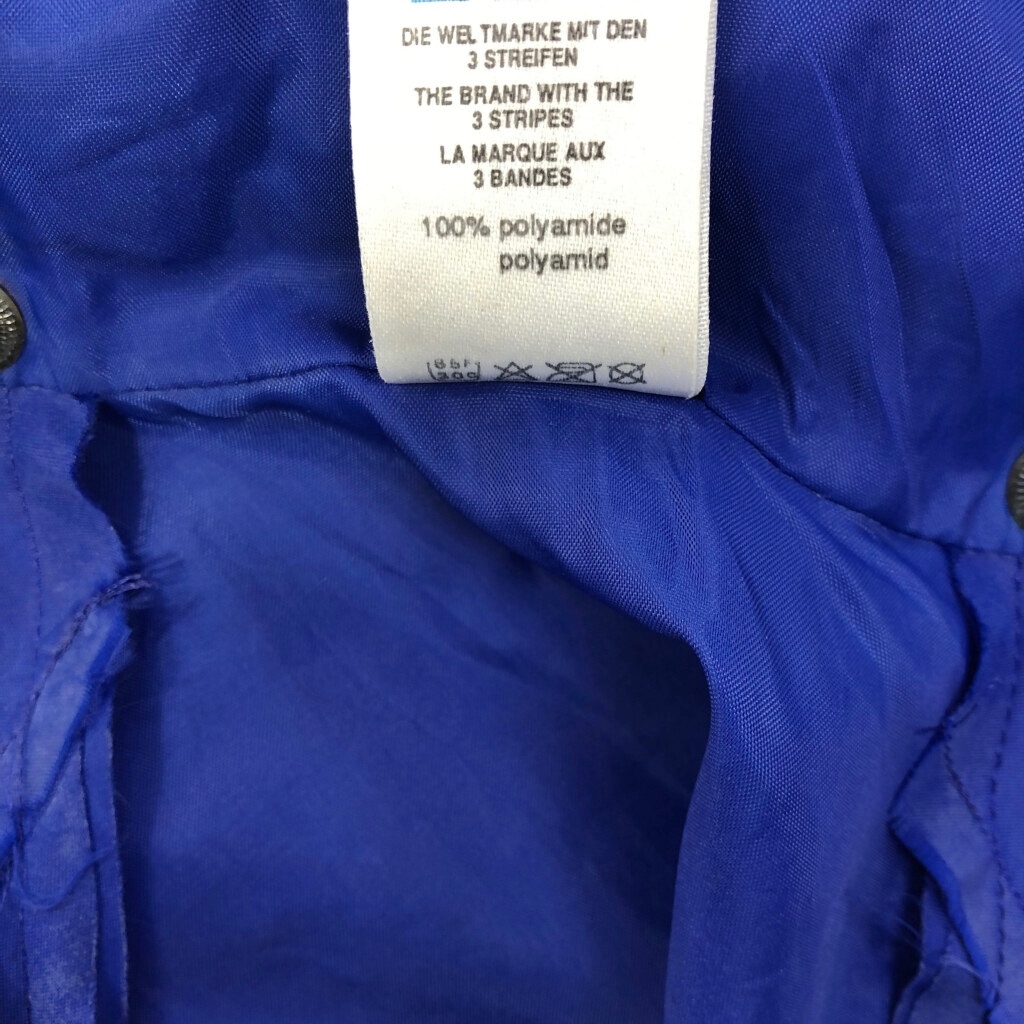 DIE WELTMARKE MIT DEN
3 STREIFEN
THE BRAND WITH THE
3 STRIPES
LA MARQUE AUX
3 BANDES
100% polyamide
polyamid